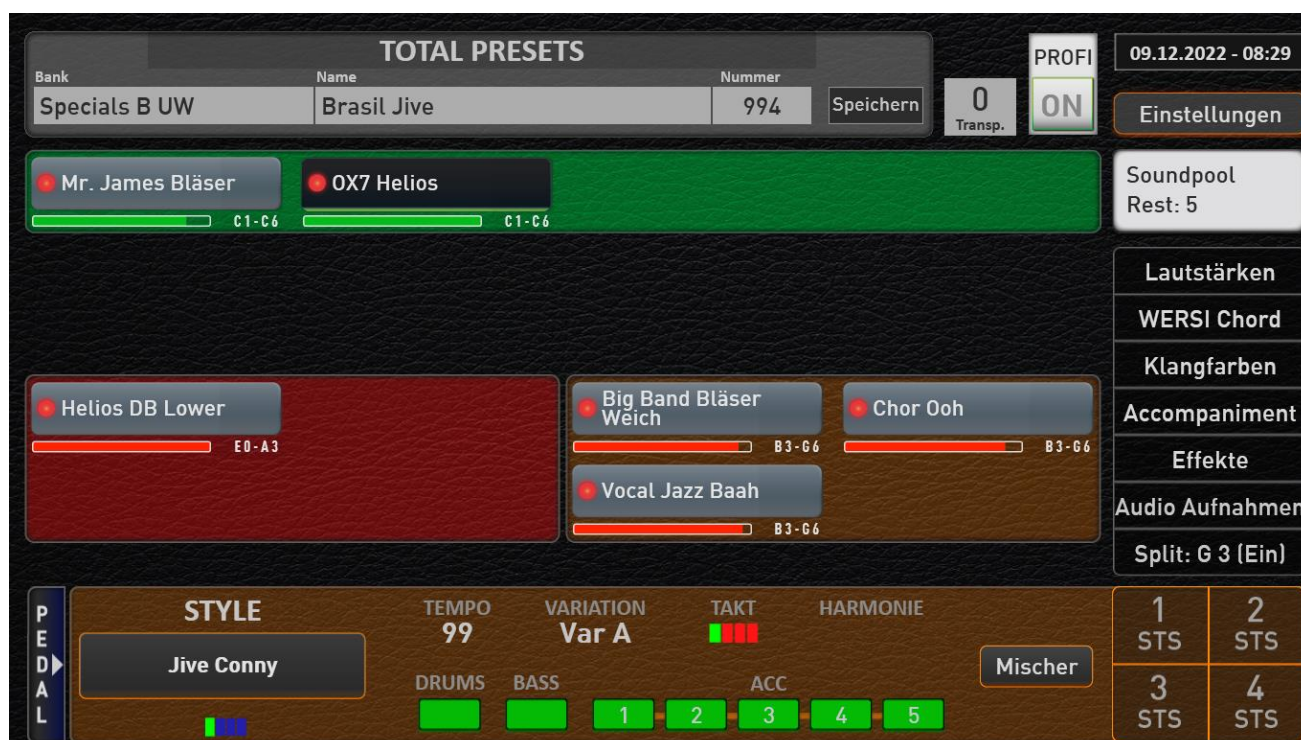 TOTAL PRESETS
Bank Name Nummer
Specials B UW Brasil Jive 994 Speichern
0
Transp.
PROFI
ON
09.12.2022 - 08:29
Einstellungen
Mr. James Bläser
C1-C6
OX7 Helios
C1-C6
Soundpool
Rest: 5
Lautstärken
WERSI Chord
Klangfarben
Accompaniment
Effekte
Audio Aufnahmen
Split: G 3 (Ein)
Helios DB Lower
E0-A3
Big Band Bläser
Weich
B3-G6
Chor Ooh
B3-G6
Vocal Jazz Baah
B3-G6
PEDAL
STYLE
Jive Conny
TEMPO
99
VARIATION
Var A
TAKT
HARMONIE
Mischer
DRUMS BASS ACC
1 2 3 4 5
1
STS
2
STS
3
STS
4
STS